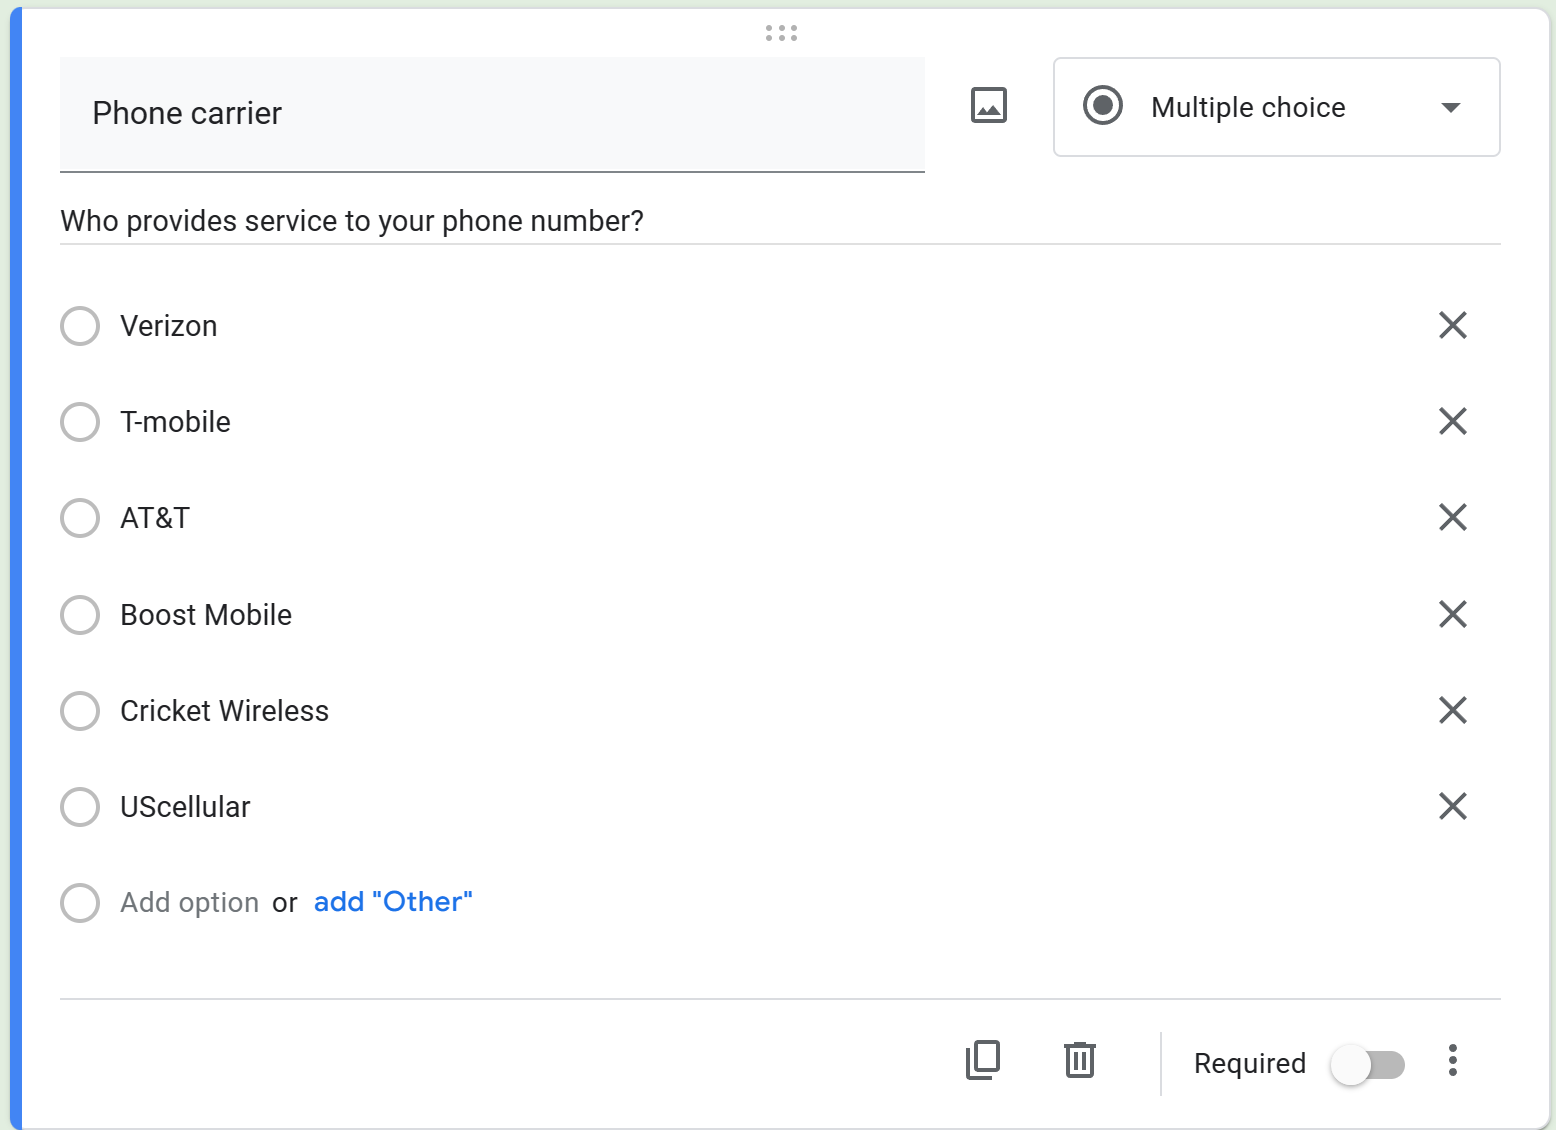 Phone carrier
Multiple choice
Who provides service to your phone number?
Verizon
T-mobile
AT&T
Boost Mobile
Cricket Wireless
UScellular
Add option or add "Other"
Required